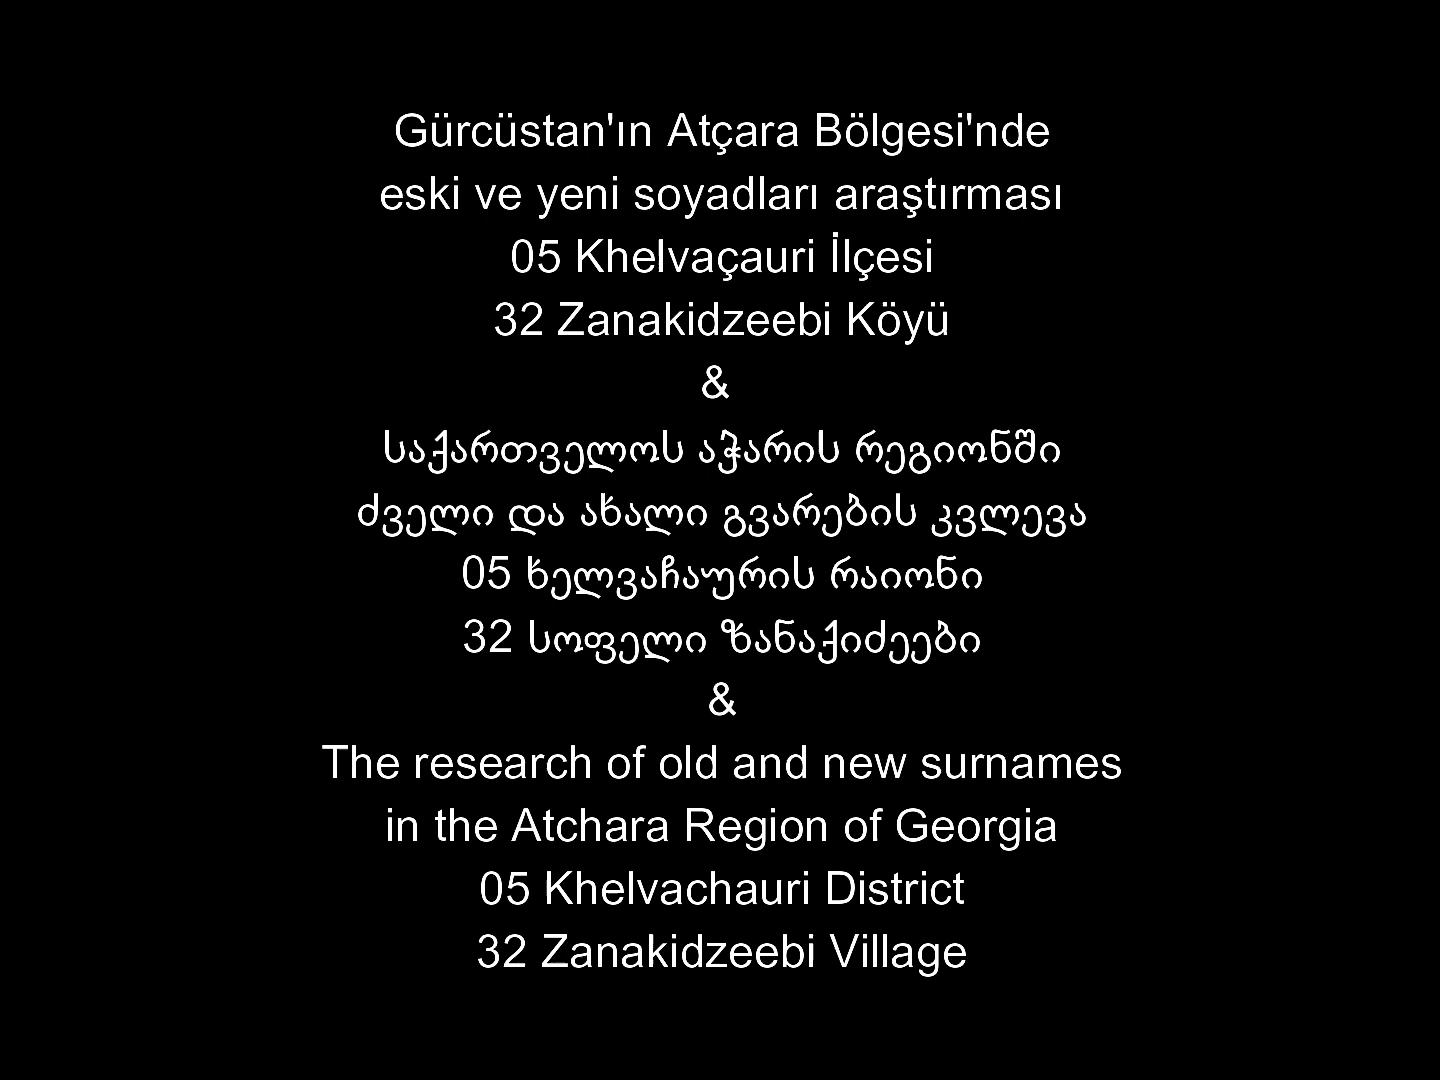 Gürcüstan'ın Atçara Bölgesi'nde
eski ve yeni soyadları araştırması
05 Khelvaçauri İlçesi
32 Zanakidzeebi Köyü
&
საქართველოს აჭარის რეგიონში
ძველი და ახალი გვარების კვლევა
05 ხელვაჩაურის რაიონი
32 სოფელი ზანაქიძეები
&
The research of old and new surnames
in the Atchara Region of Georgia
05 Khelvachauri District
32 Zanakidzeebi Village